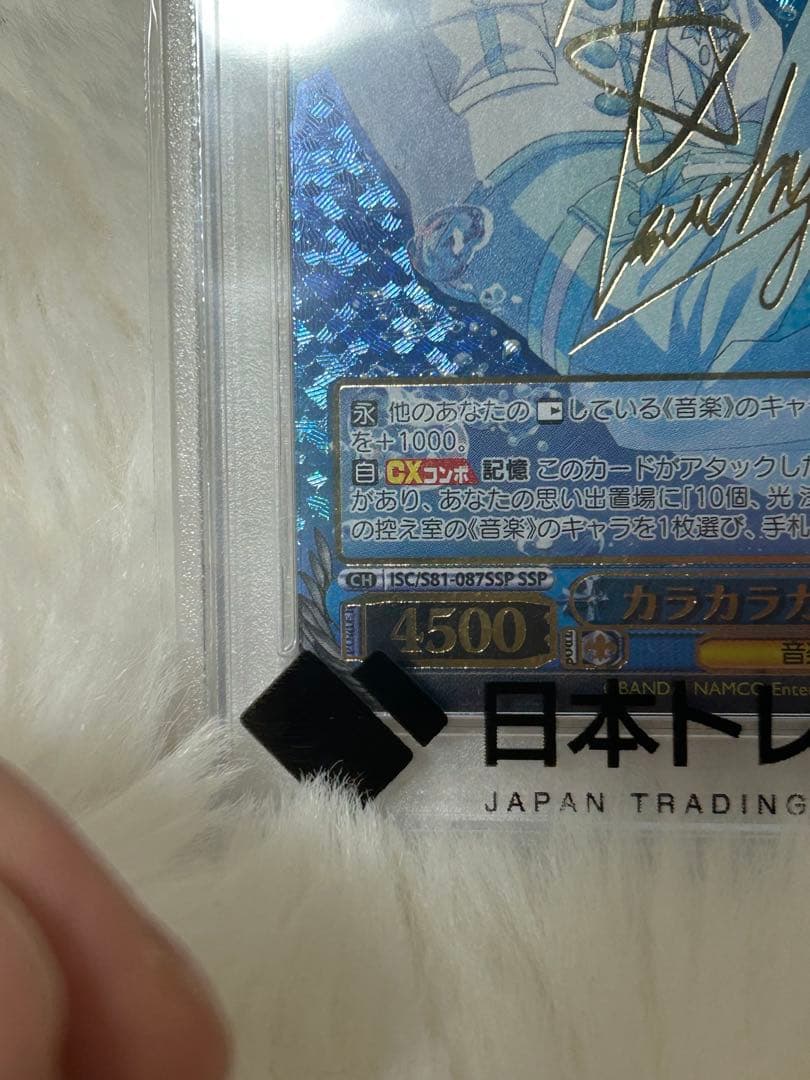 永 他のあなたの している《音楽》のキャ
を＋1000。
自 CXコンボ 記憶 このカードがアタックした
があり、あなたの思い出置場に「10個、光
の控え室の《音楽》のキャラを1枚選び、手札
CH ISC/S81-087SSP SSP
カラカラカ
POWER 4500
SOUL
音楽
©BANDAI NAMCO Enter
日本トレ
JAPAN TRADING